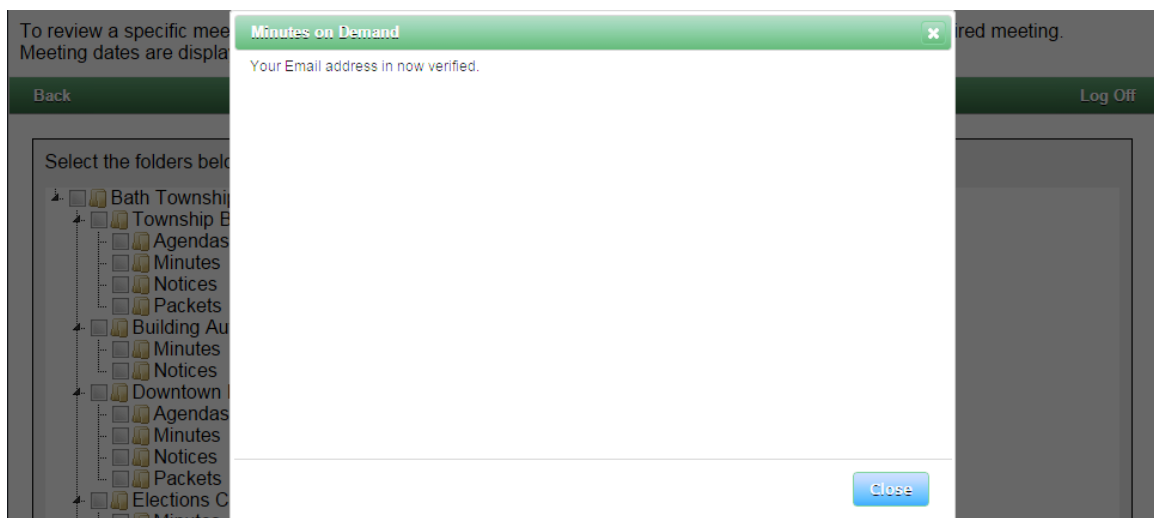 To review a specific mee
ired meeting.
Meeting dates are displa
Minutes on Demand
Your Email address in now verified.
Back
Log Off
Select the folders belo
Bath Townshi
Township B
Agendas
Minutes
Notices
Packets
Building Au
Minutes
Notices
Downtown
Agendas
Minutes
Notices
Packets
Elections C
Minutes
Close